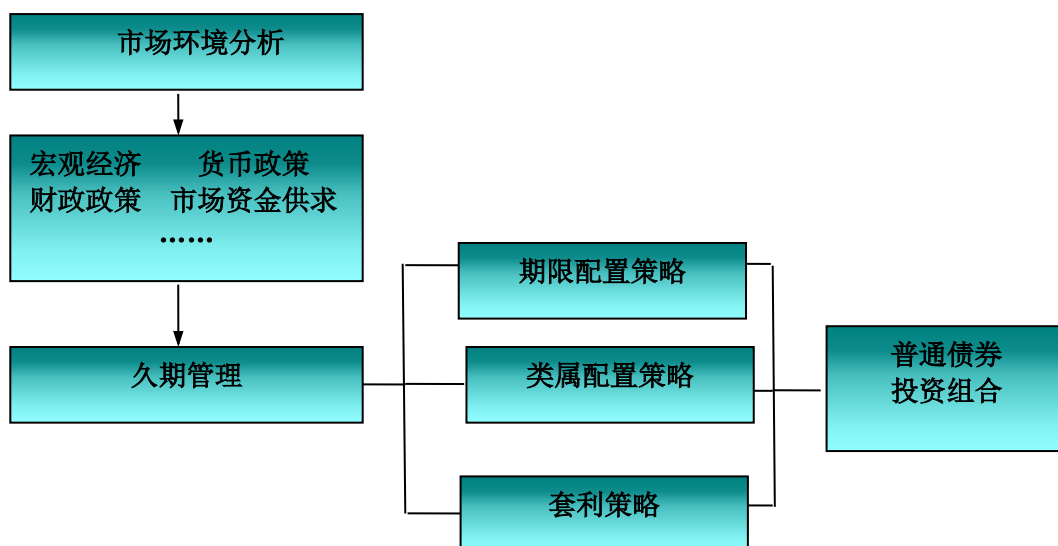 市场环境分析
宏观经济 货币政策
财政政策 市场资金供求
……
久期管理
期限配置策略
类属配置策略
套利策略
普通债券
投资组合